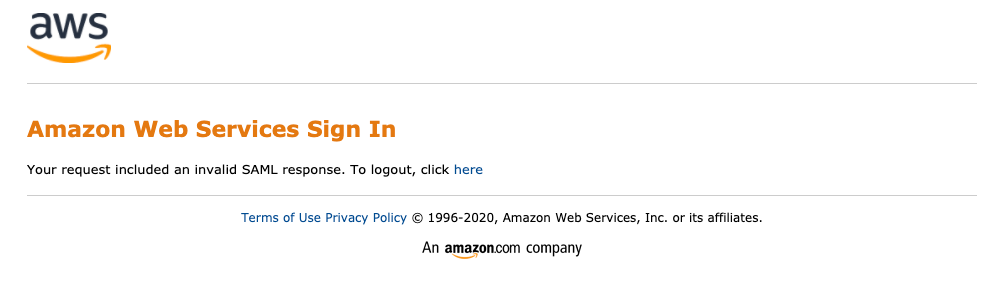 aws
Amazon Web Services Sign In
Your request included an invalid SAML response. To logout, click here
Terms of Use Privacy Policy © 1996-2020, Amazon Web Services, Inc. or its affiliates.
An amazon.com company